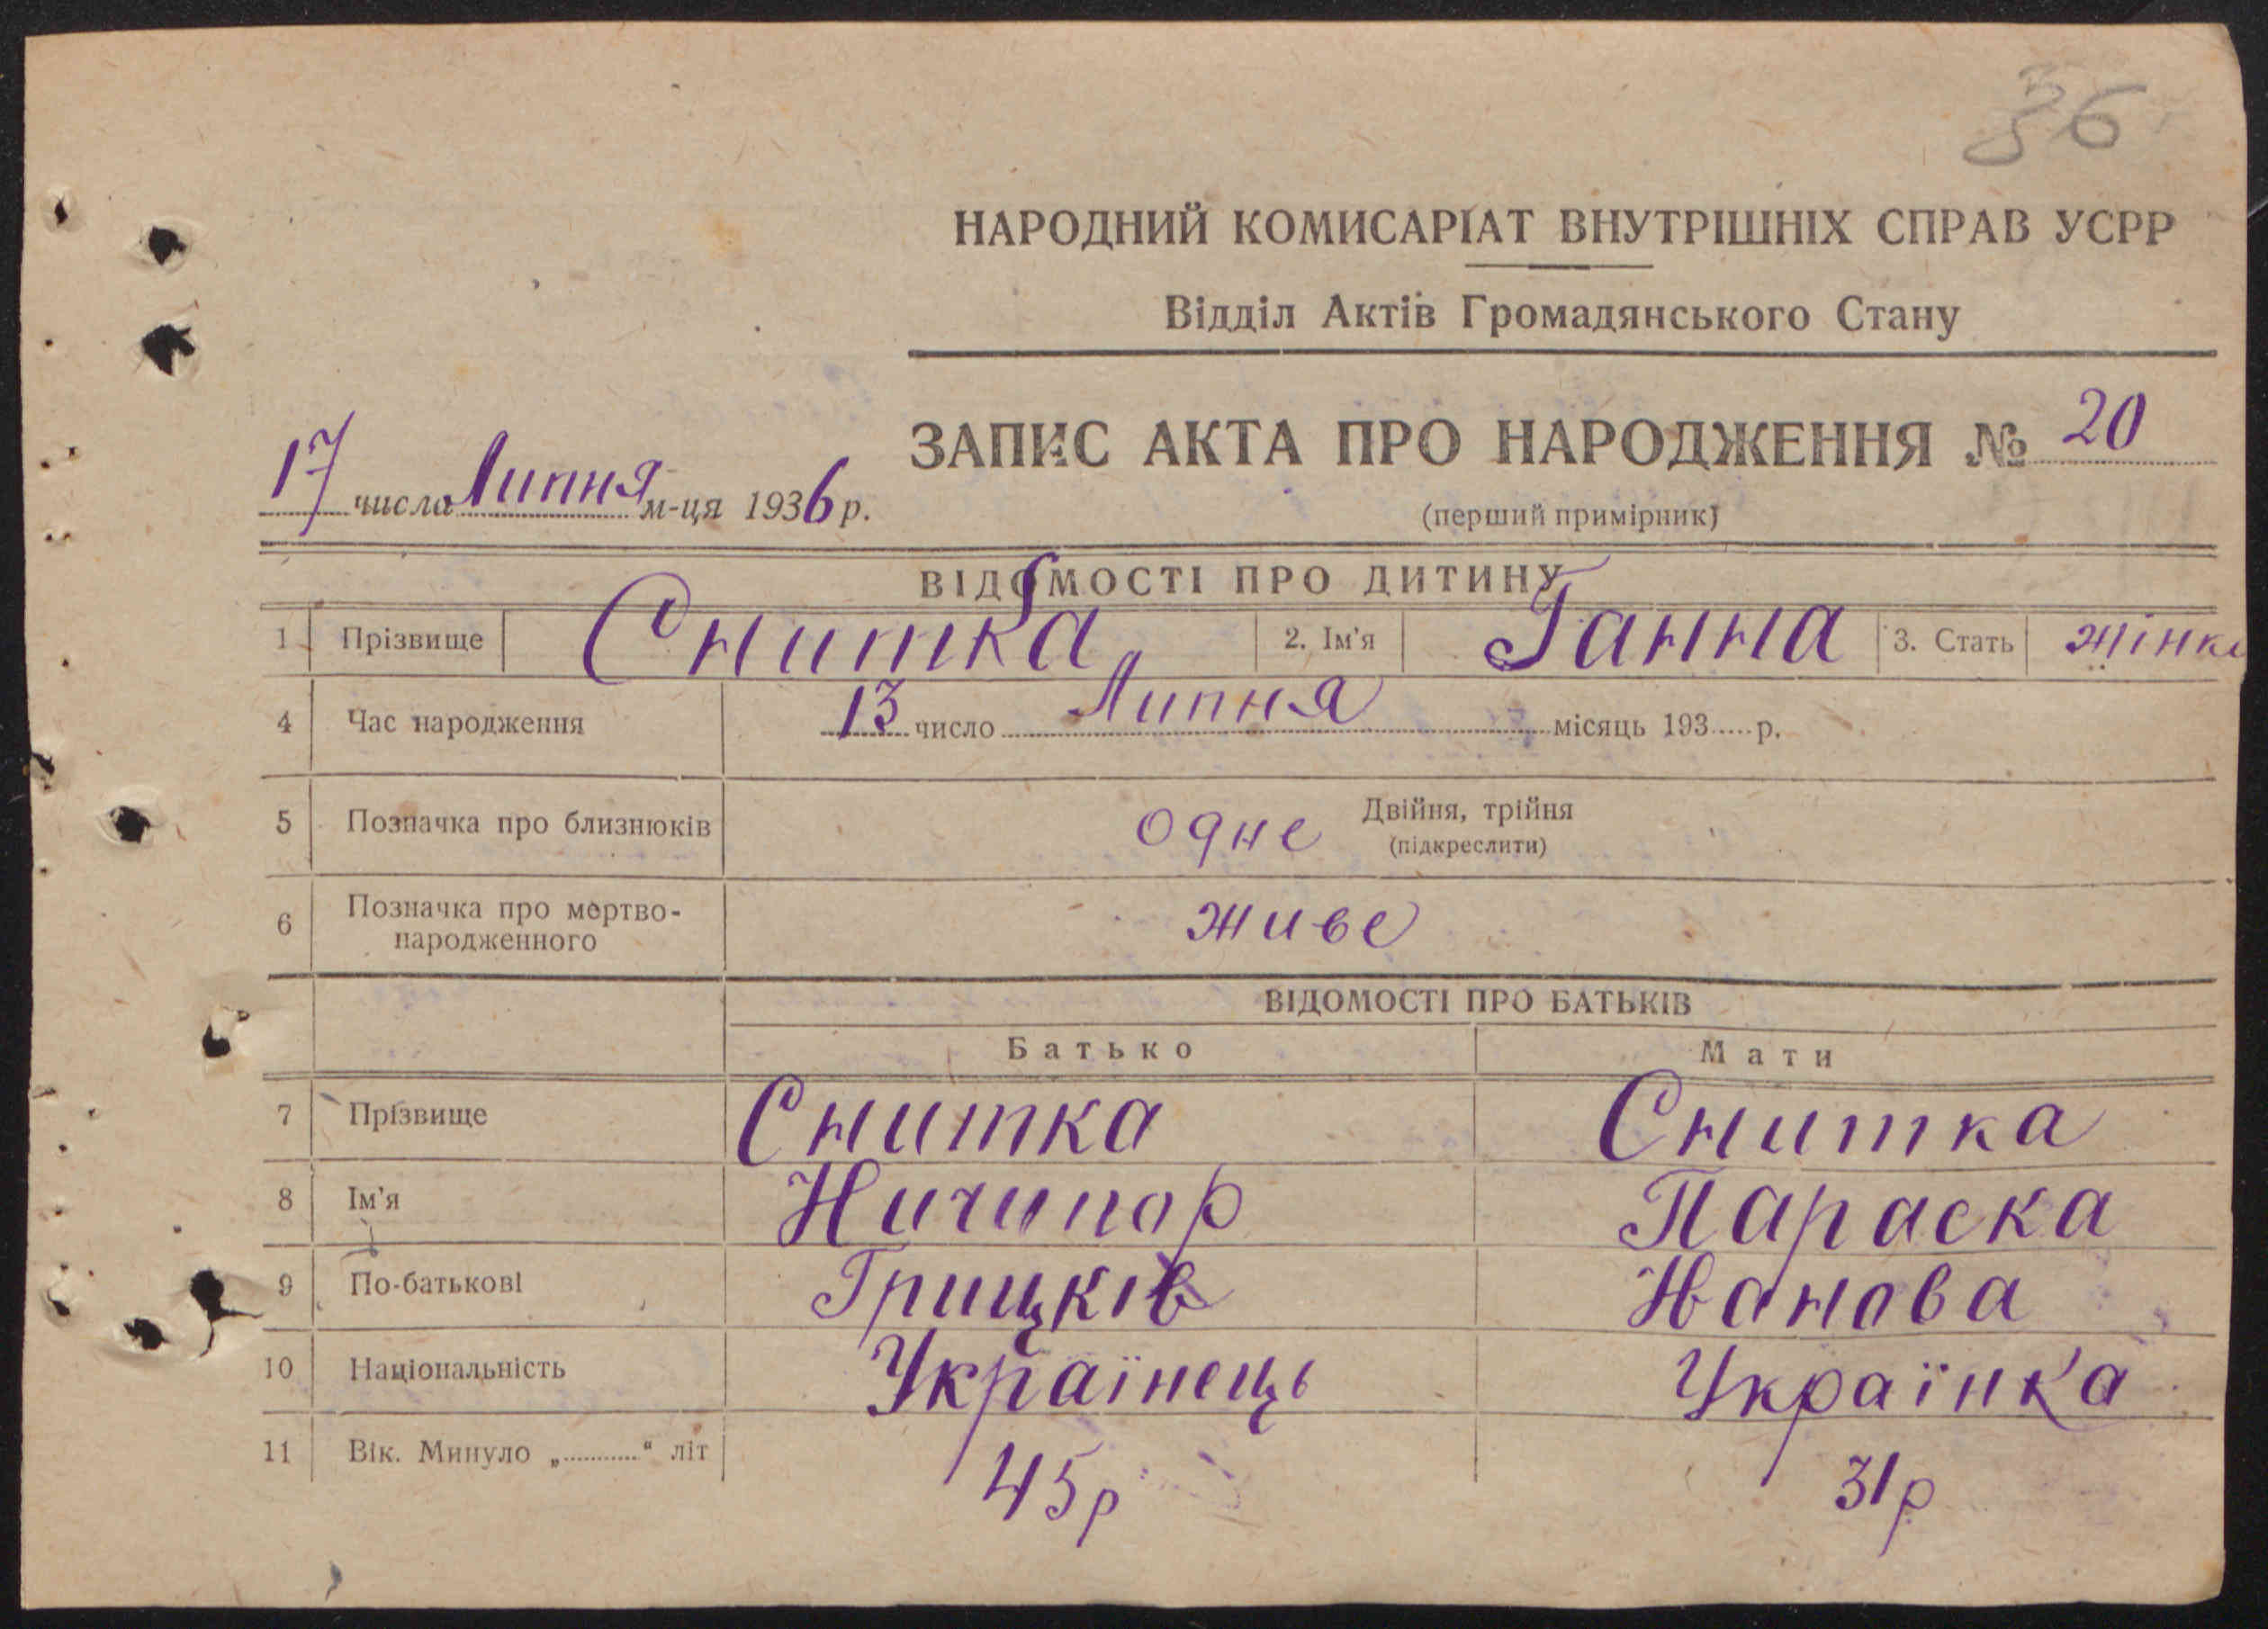 36
НАРОДНИЙ КОМИСАРІАТ ВНУТРІШНІХ СПРАВ УСРР
Відділ Актів Громадянського Стану
ЗАПИС АКТА ПРО НАРОДЖЕННЯ № 20
17 числа Липня м-ця 1936 р.
(перший примірник)
ВІДОМОСТІ ПРО ДИТИНУ
1 Прізвище Снитка 2. Ім'я Ганна 3. Стать жінка
4 Час народження 13 число Липня місяць 193.....р.
5 Позначка про близнюків одне Двійня, трійня
(підкреслити)
6 Позначка про мертво-
народженного живе
ВІДОМОСТІ ПРО БАТЬКІВ
Батько Мати
7 Прізвище Снитка Снитка
8 Ім'я Ничипор Параска
9 По-батькові Грицків
10 Національність Українець Українка
11 Вік. Минуло „..........“ літ 45р 31р